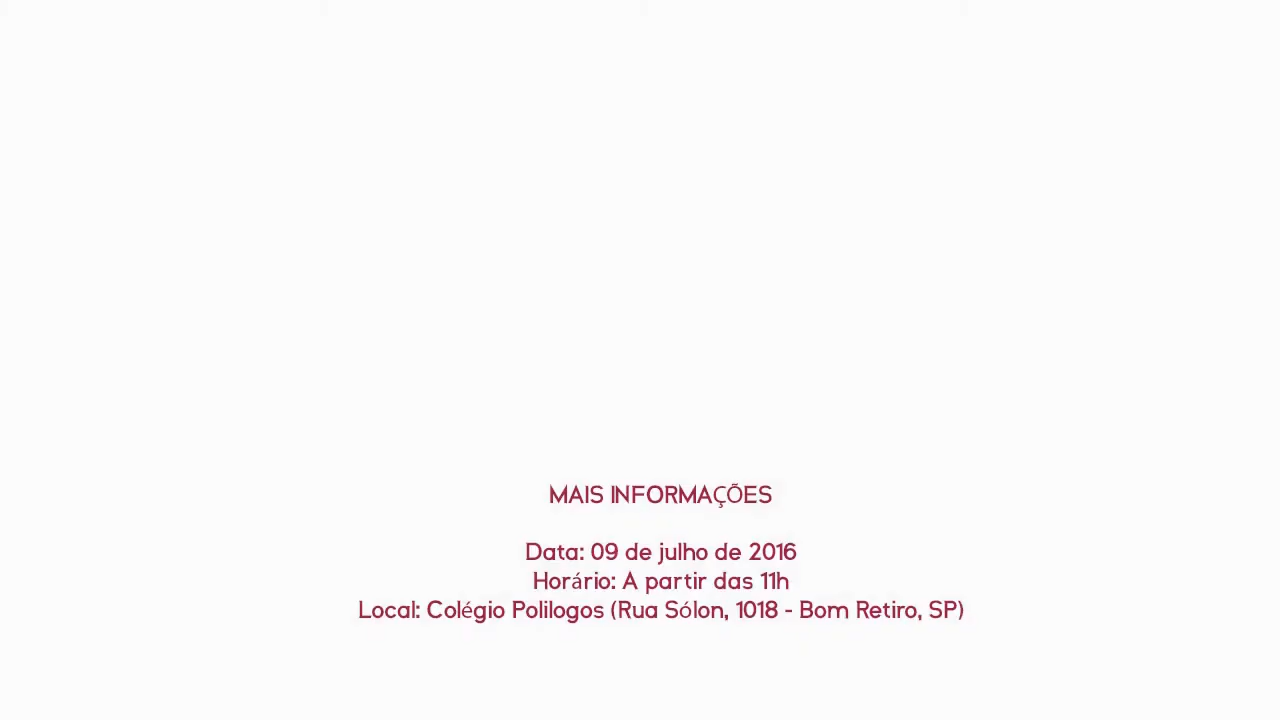 MAIS INFORMAÇÕES
Data: 09 de julho de 2016
Horário: A partir das 11h
Local: Colégio Polilogos (Rua Sólon, 1018 - Bom Retiro, SP)